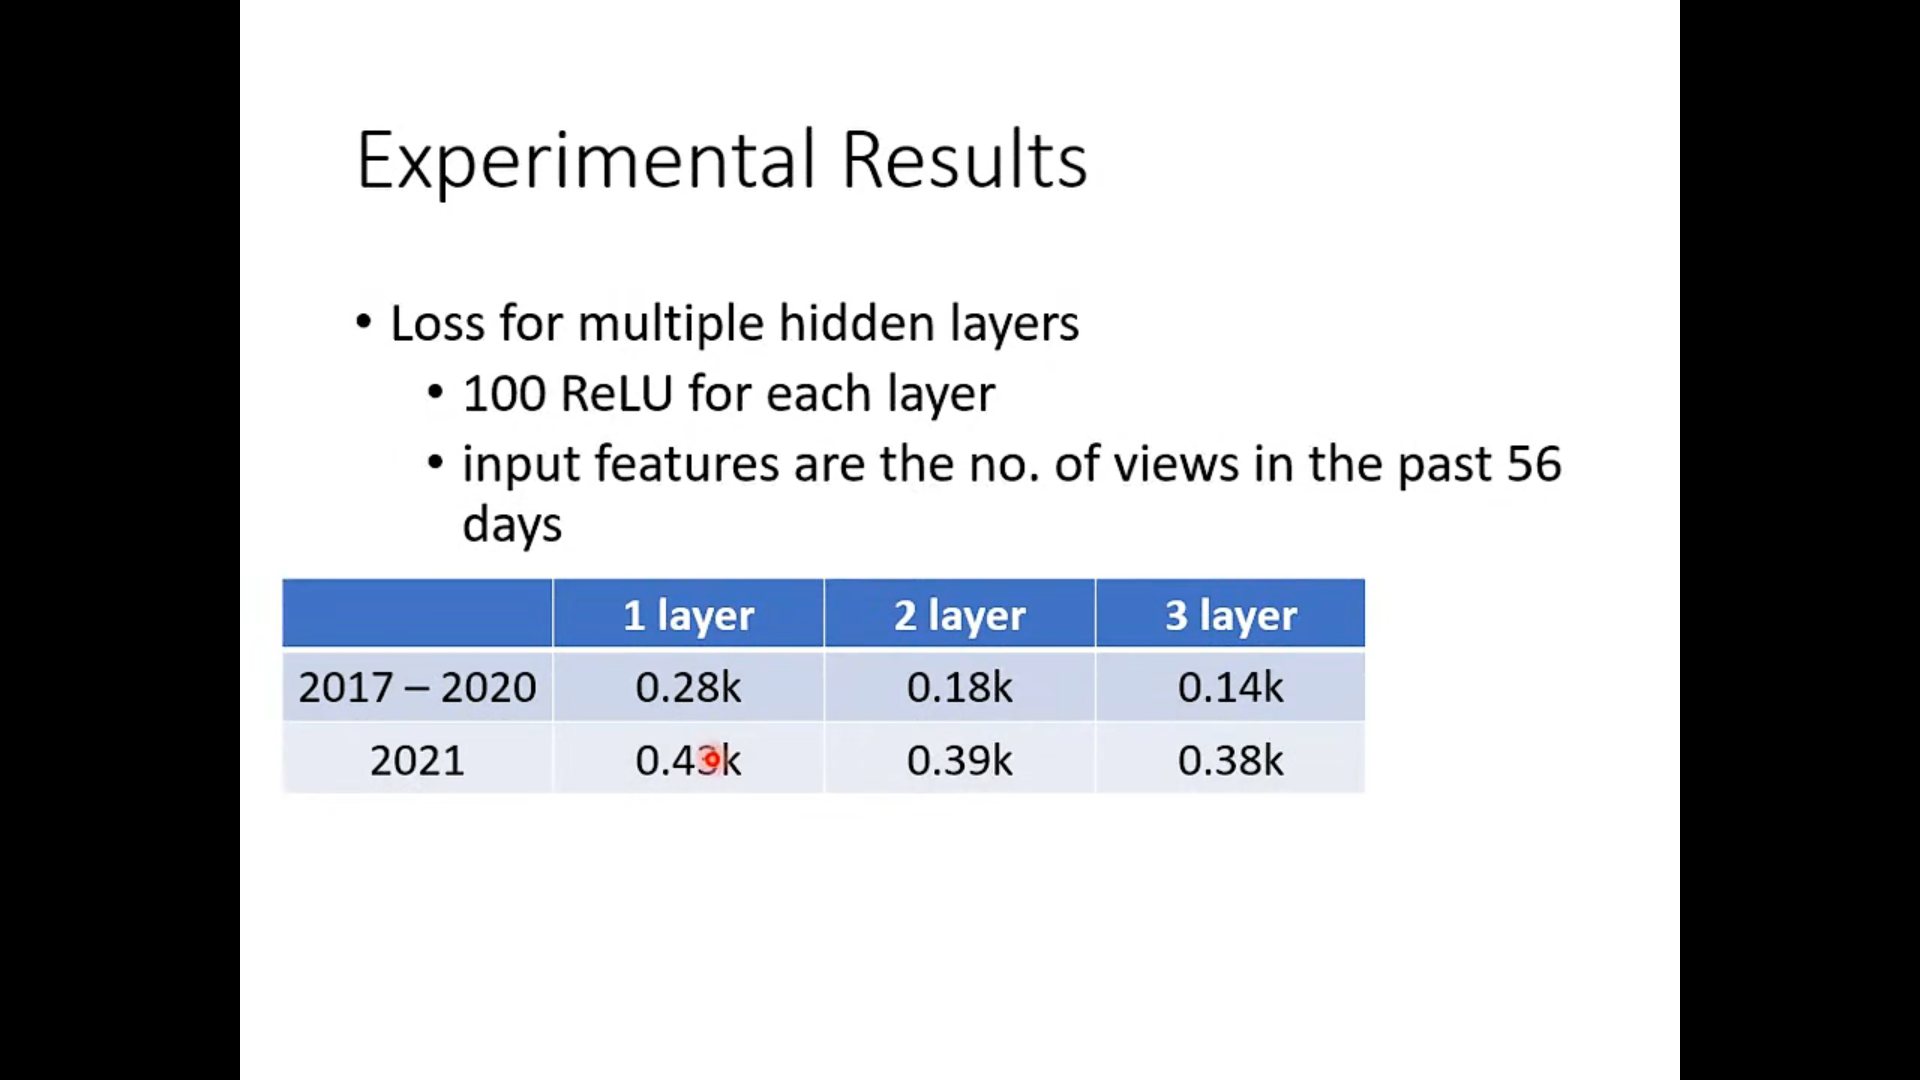 Experimental Results
• Loss for multiple hidden layers
• 100 ReLU for each layer
• input features are the no. of views in the past 56
days
1 layer 2 layer 3 layer
2017 – 2020 0.28k 0.18k 0.14k
2021 0.43k 0.39k 0.38k